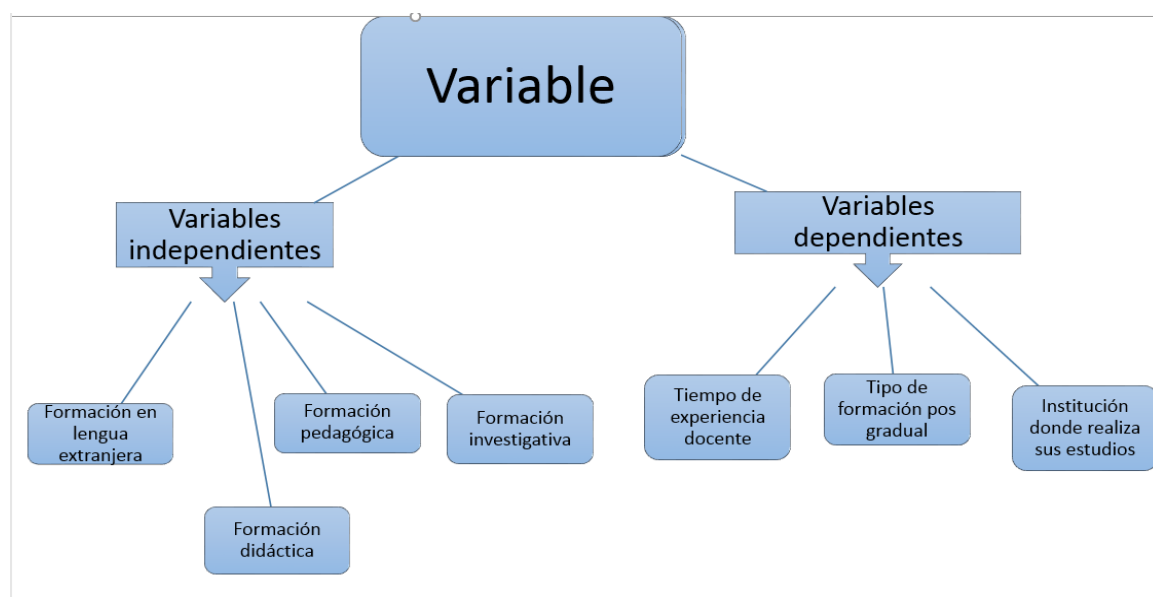 Variable
Variables
independientes
Variables
dependientes
Formación en
lengua
extranjera
Formación
didáctica
Formación
pedagógica
Formación
investigativa
Tiempo de
experiencia
docente
Tipo de
formación pos
gradual
Institución
donde realiza
sus estudios